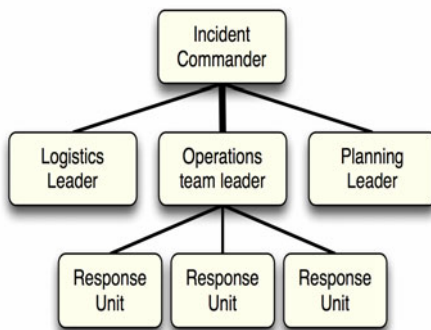 Incident
Commander
Logistics
Leader
Operations
team leader
Planning
Leader
Response
Unit
Response
Unit
Response
Unit